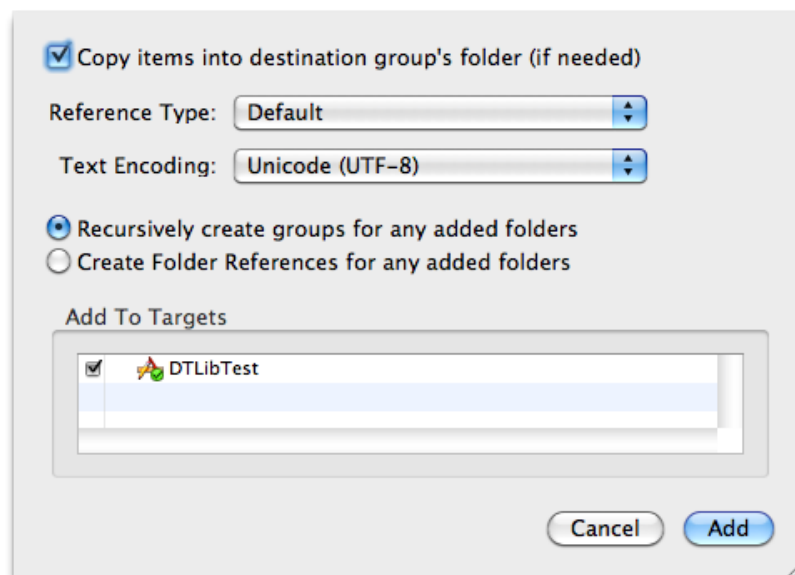 Copy items into destination group's folder (if needed)
Reference Type: Default
Text Encoding: Unicode (UTF-8)
Recursively create groups for any added folders
Create Folder References for any added folders
Add To Targets
DTLibTest
Cancel Add